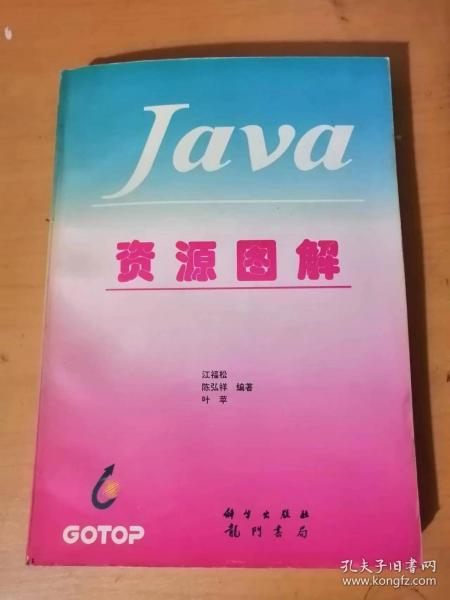 Java
资源图解
江福松
陈弘祥 编著
叶苹
GOTOP
科学出版社
龍門書局
孔夫子旧书网
www.kongfz.com